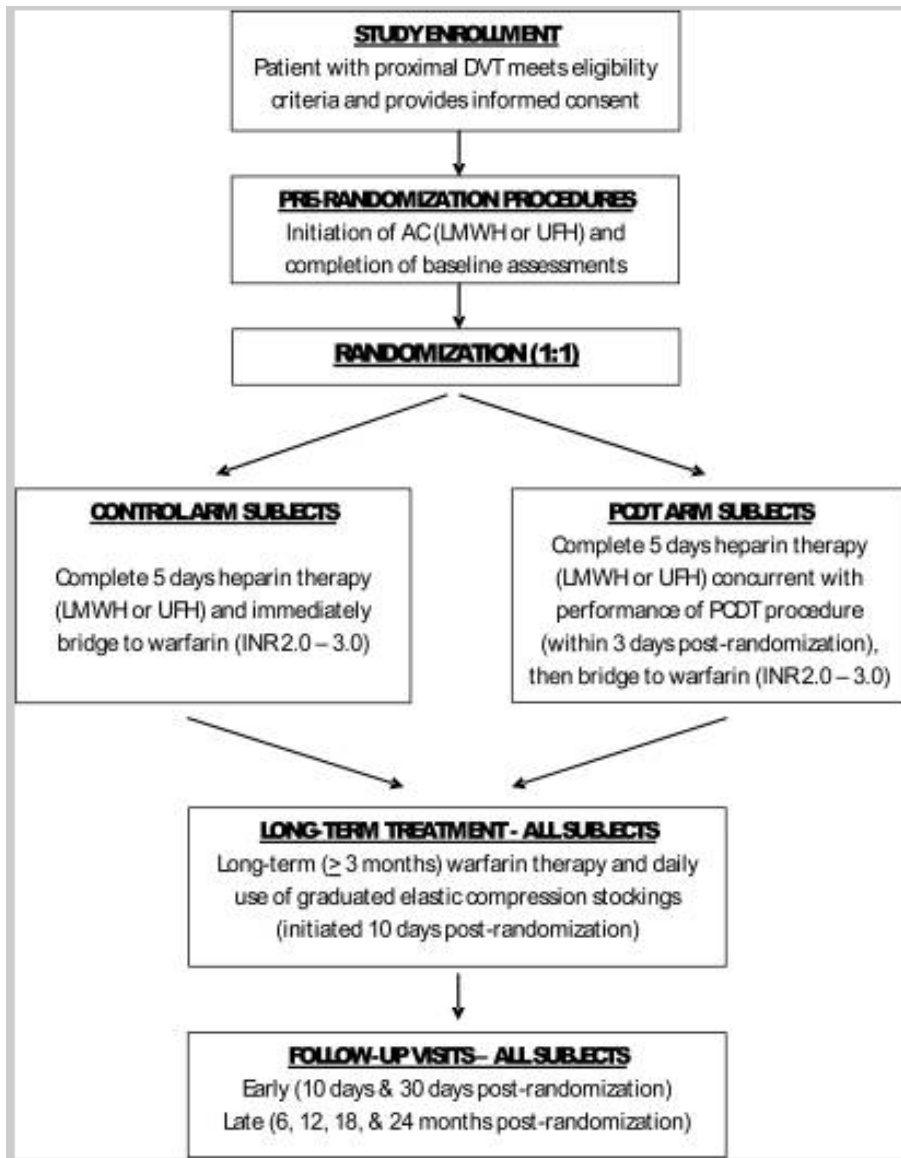 STUDY ENROLLMENT
Patient with proximal DVT meets eligibility
criteria and provides informed consent
PRE-RANDOMIZATION PROCEDURES
Initiation of AC (LMWH or UFH) and
completion of baseline assessments
RANDOMIZATION (1:1)
CONTROL ARM SUBJECTS
Complete 5 days heparin therapy
(LMWH or UFH) and immediately
bridge to warfarin (INR 2.0 – 3.0)
PCDT ARM SUBJECTS
Complete 5 days heparin therapy
(LMWH or UFH) concurrent with
performance of PCDT procedure
(within 3 days post-randomization),
then bridge to warfarin (INR 2.0 – 3.0)
LONG-TERM TREATMENT - ALL SUBJECTS
Long-term (≥ 3 months) warfarin therapy and daily
use of graduated elastic compression stockings
(initiated 10 days post-randomization)
FOLLOW-UP VISITS – ALL SUBJECTS
Early (10 days & 30 days post-randomization)
Late (6, 12, 18, & 24 months post-randomization)